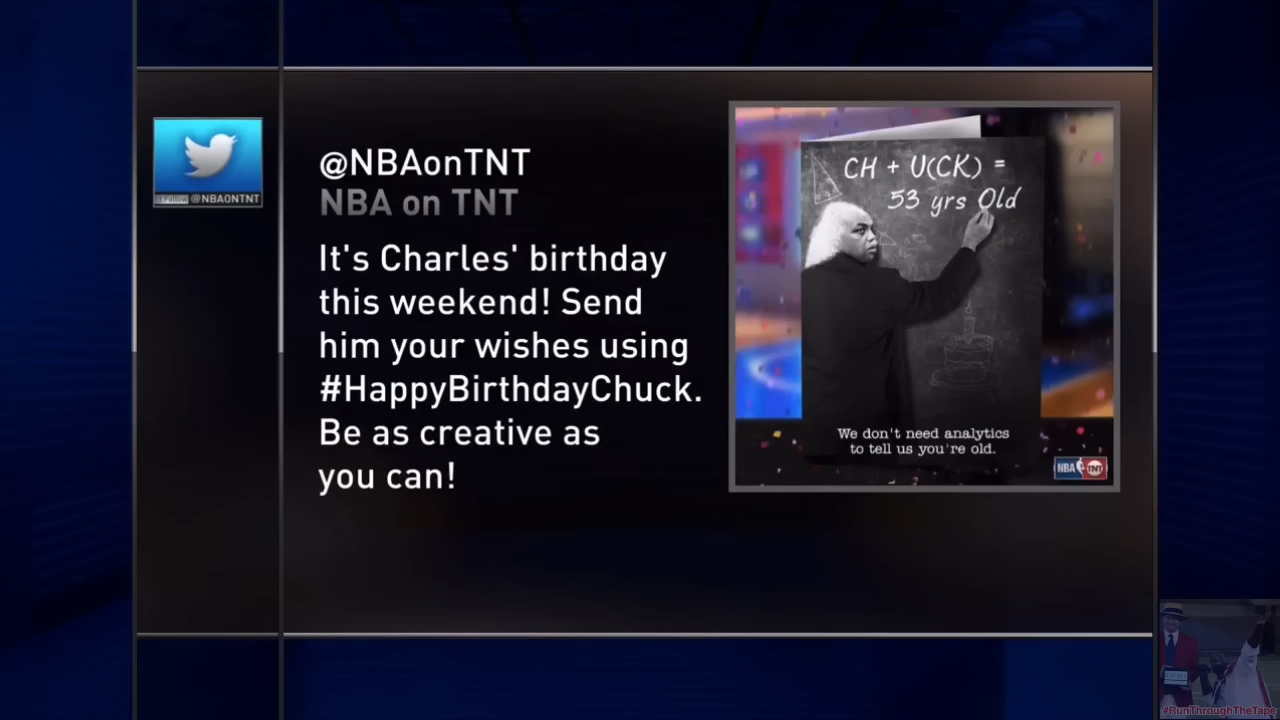 @NBAonTNT
NBA on TNT
It's Charles' birthday
this weekend! Send
him your wishes using
#HappyBirthdayChuck.
Be as creative as
you can!
@NBAONTNT
CH + U(CK) =
53 yrs Old
We don't need analytics
to tell us you're old.
NBA TNT
#RunThroughTheTape